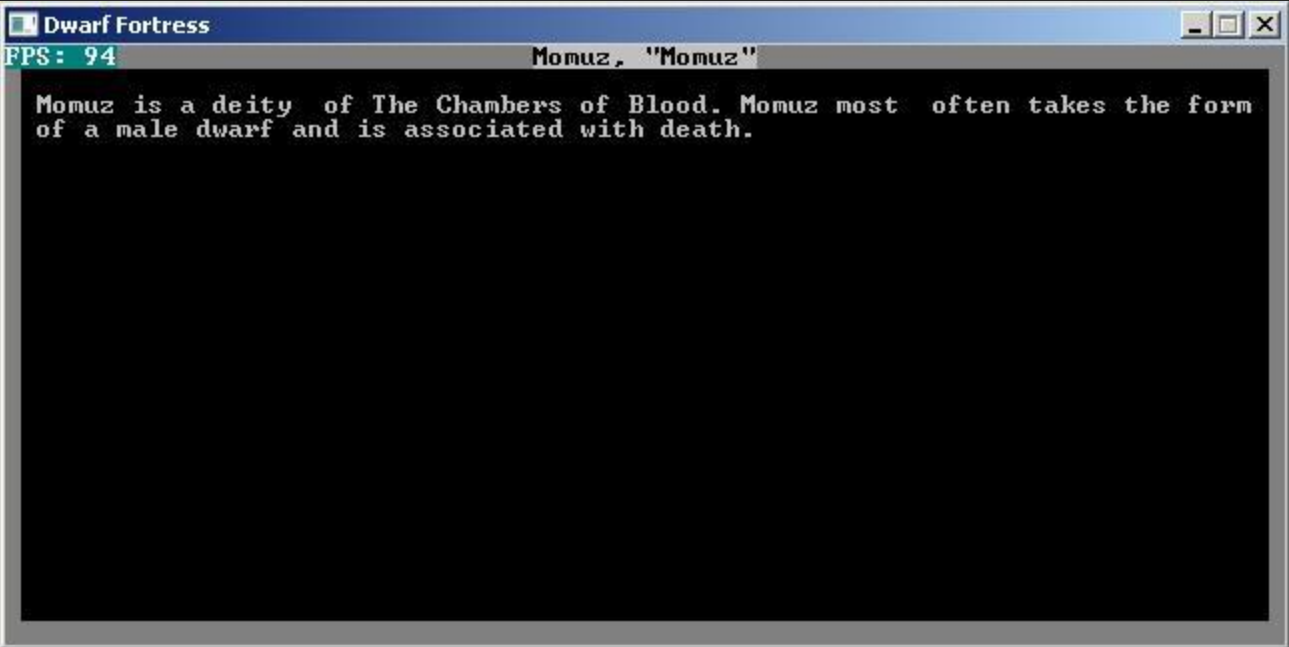 Dwarf Fortress
FPS: 94
Momuz, "Momuz"
Momuz is a deity  of The Chambers of Blood. Momuz most  often takes the form
of a male dwarf and is associated with death.